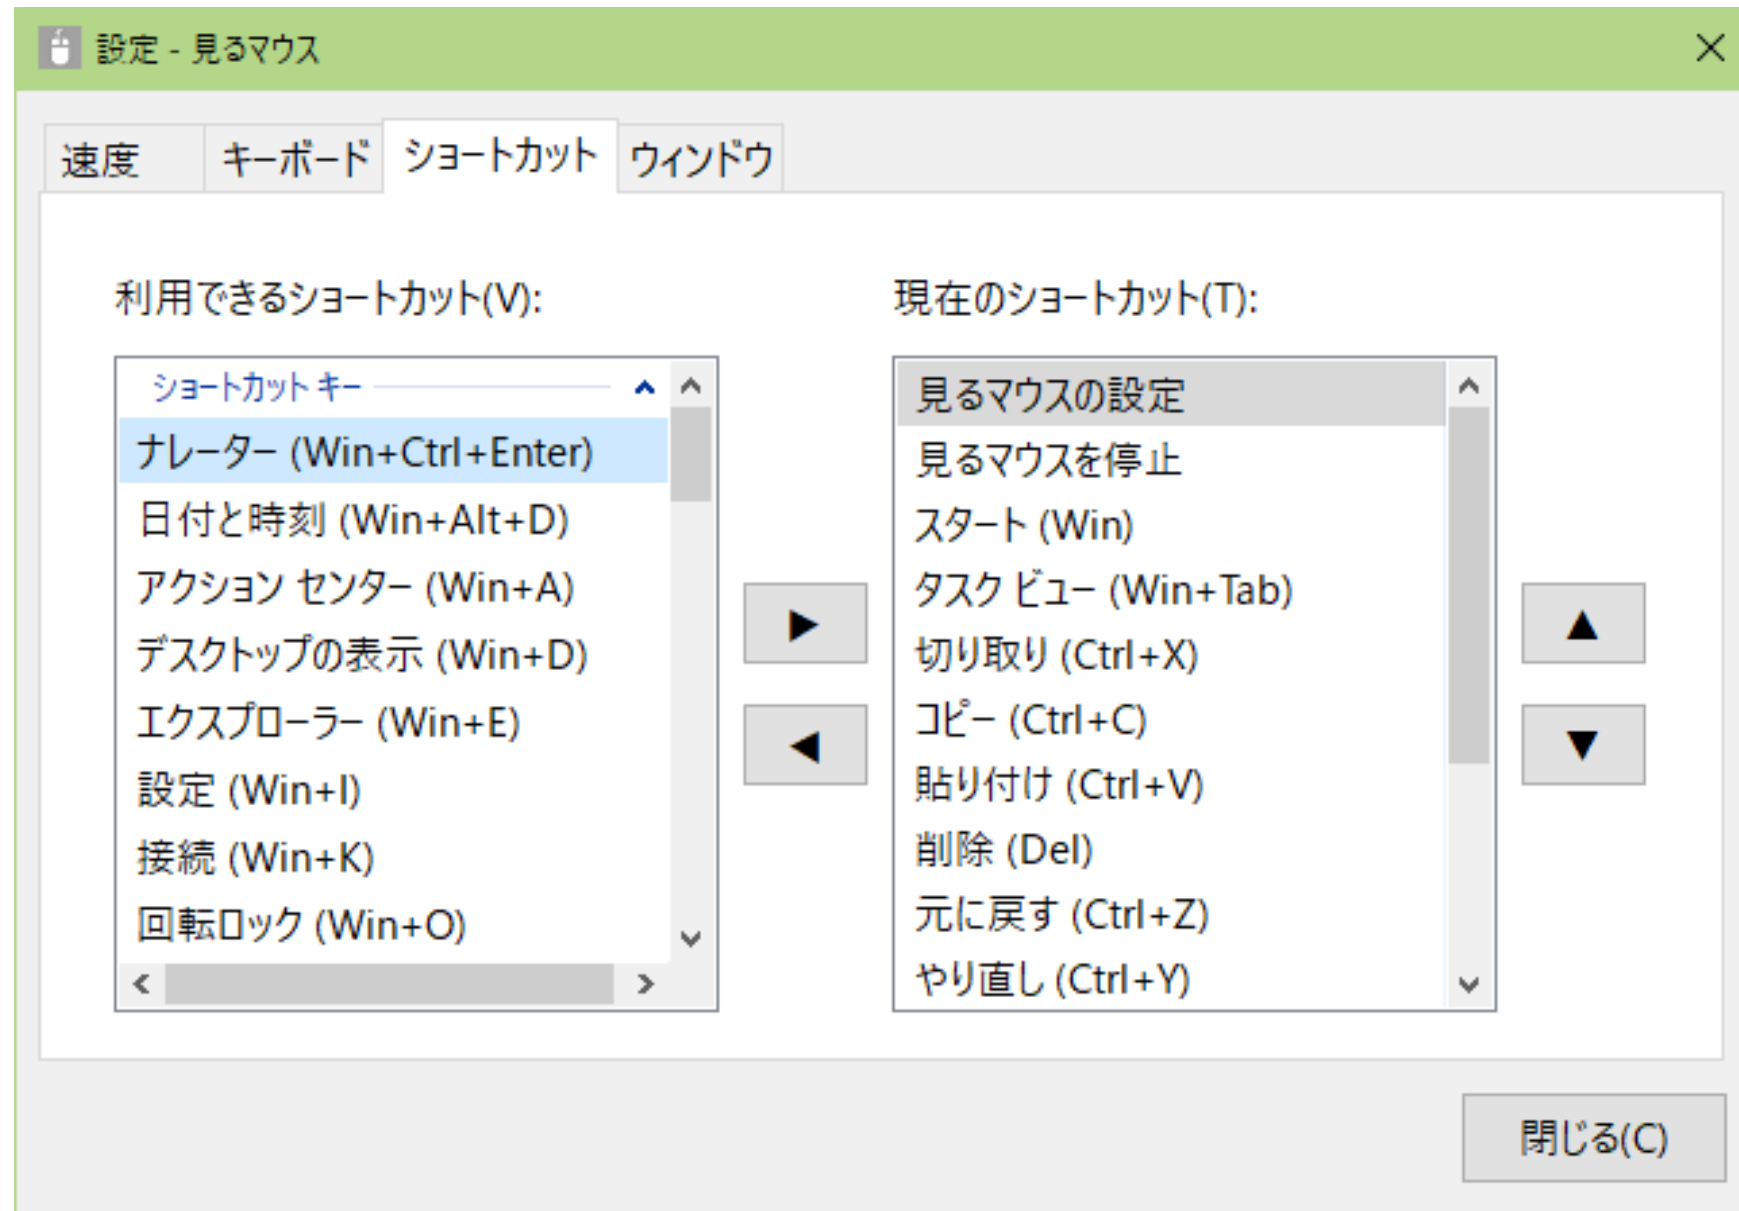 設定 - 見るマウス
速度 キーボード ショートカット ウィンドウ
利用できるショートカット(V):
ショートカット キー
ナレーター (Win+Ctrl+Enter)
日付と時刻 (Win+Alt+D)
アクション センター (Win+A)
デスクトップの表示 (Win+D)
エクスプローラー (Win+E)
設定 (Win+I)
接続 (Win+K)
回転ロック (Win+O)
現在のショートカット(T):
見るマウスの設定
見るマウスを停止
スタート (Win)
タスク ビュー (Win+Tab)
切り取り (Ctrl+X)
コピー (Ctrl+C)
貼り付け (Ctrl+V)
削除 (Del)
元に戻す (Ctrl+Z)
やり直し (Ctrl+Y)
閉じる(C)